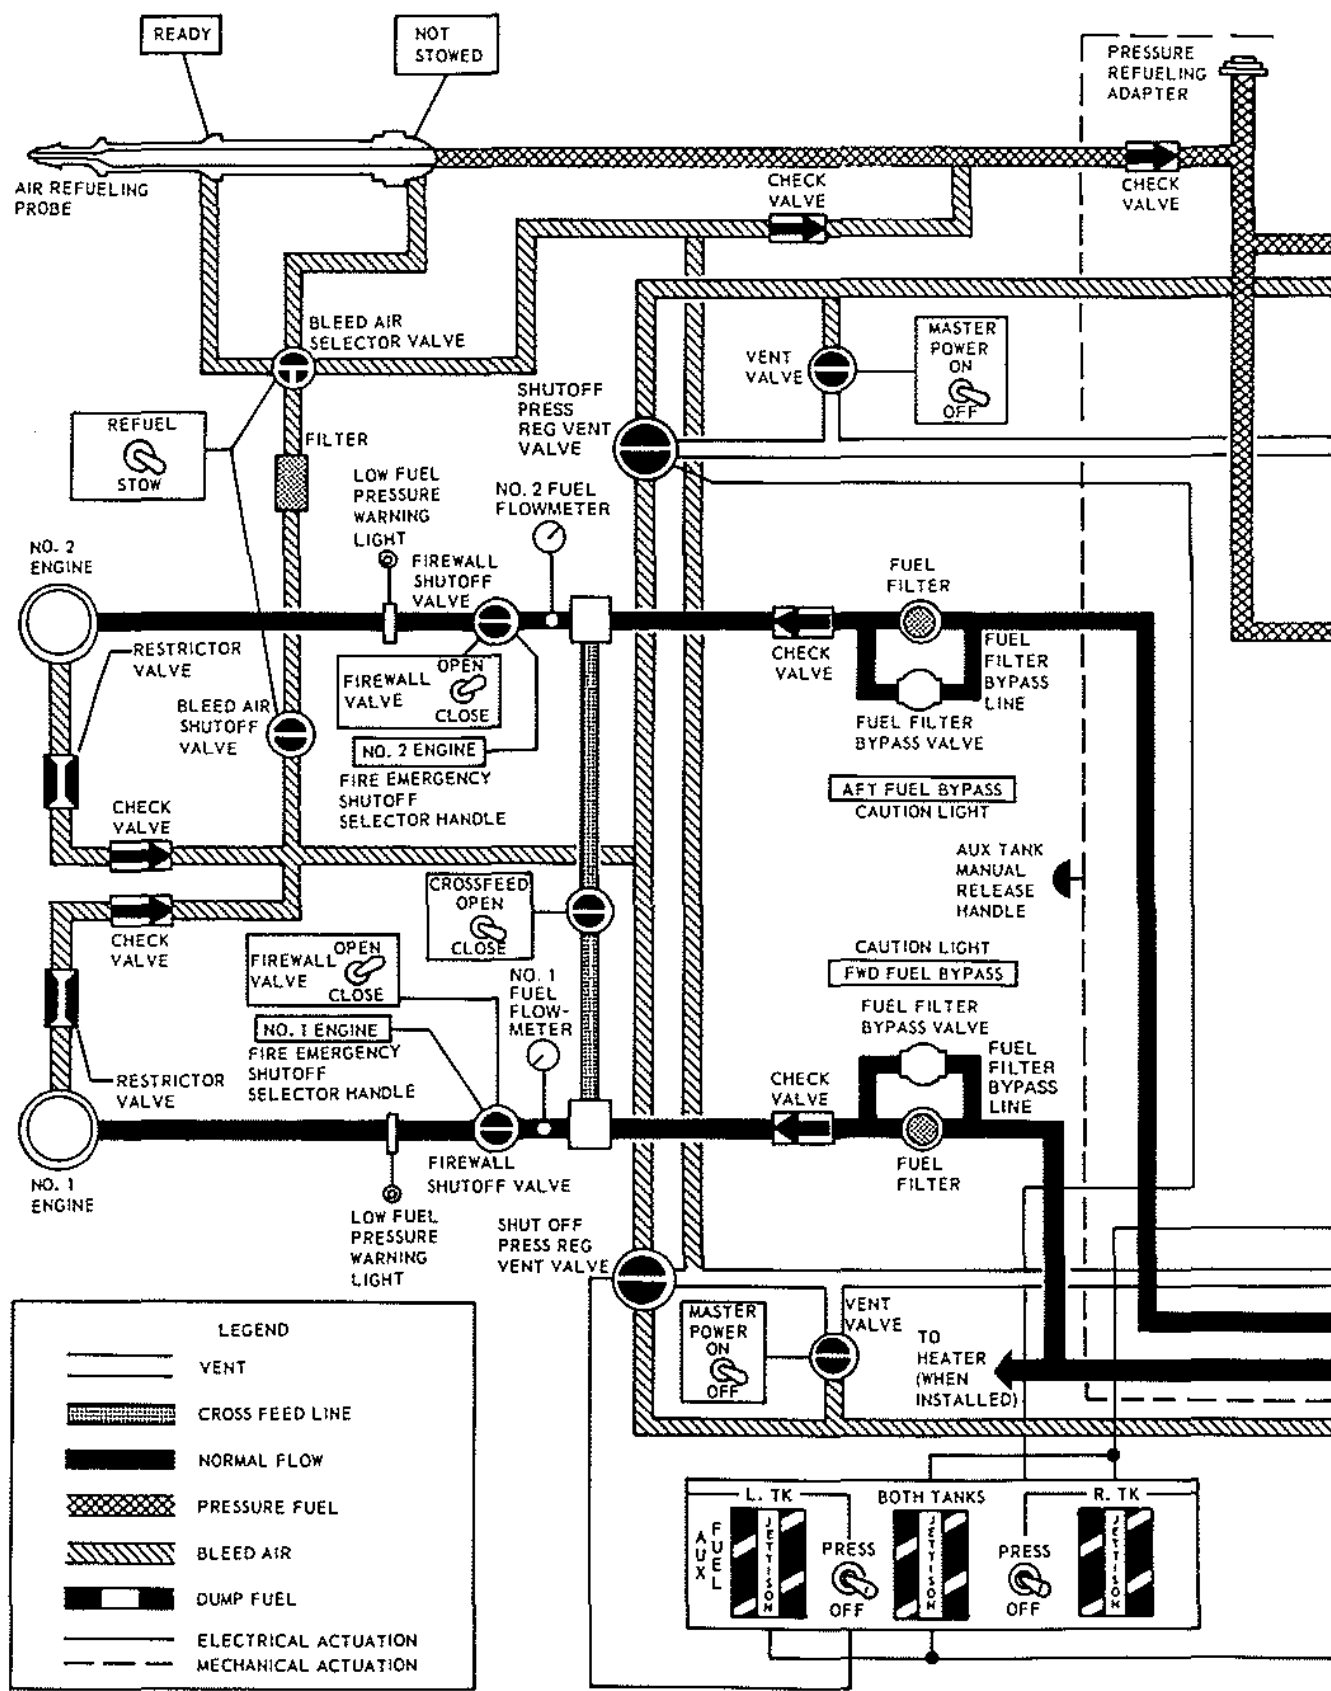 READY
NOT
STOWED
PRESSURE
REFUELING
ADAPTER
AIR REFUELING
PROBE
CHECK
VALVE
CHECK
VALVE
BLEED AIR
SELECTOR VALVE
VENT
VALVE
MASTER
POWER
ON
OFF
SHUTOFF
PRESS
REG VENT
VALVE
REFUEL
STOW
FILTER
LOW FUEL
PRESSURE
WARNING
LIGHT
NO. 2 FUEL
FLOWMETER
NO. 2
ENGINE
FIREWALL
SHUTOFF
VALVE
FUEL
FILTER
RESTRICTOR
VALVE
OPEN
FIREWALL
VALVE
CLOSE
CHECK
VALVE
FUEL
FILTER
BYPASS
LINE
BLEED AIR
SHUTOFF
VALVE
FUEL FILTER
BYPASS VALVE
NO. 2 ENGINE
FIRE EMERGENCY
SHUTOFF
SELECTOR HANDLE
AFT FUEL BYPASS
CAUTION LIGHT
CHECK
VALVE
AUX TANK
MANUAL
RELEASE
HANDLE
CROSSFEED
OPEN
CLOSE
CHECK
VALVE
OPEN
FIREWALL
VALVE
CLOSE
CAUTION LIGHT
FWD FUEL BYPASS
NO. 1
FUEL
FLOW-
METER
FUEL FILTER
BYPASS VALVE
NO. 1 ENGINE
FIRE EMERGENCY
SHUTOFF
SELECTOR HANDLE
FUEL
FILTER
BYPASS
LINE
RESTRICTOR
VALVE
CHECK
VALVE
NO. 1
ENGINE
FIREWALL
SHUTOFF VALVE
FUEL
FILTER
LOW FUEL
PRESSURE
WARNING
LIGHT
SHUT OFF
PRESS REG
VENT VALVE
MASTER
POWER
ON
OFF
VENT
VALVE
TO
HEATER
(WHEN
INSTALLED)
LEGEND
VENT
CROSS FEED LINE
NORMAL FLOW
PRESSURE FUEL
BLEED AIR
DUMP FUEL
ELECTRICAL ACTUATION
MECHANICAL ACTUATION
L. TK
BOTH TANKS
R. TK
AUX
FUEL
JETTISON
PRESS
OFF
JETTISON
PRESS
OFF
JETTISON